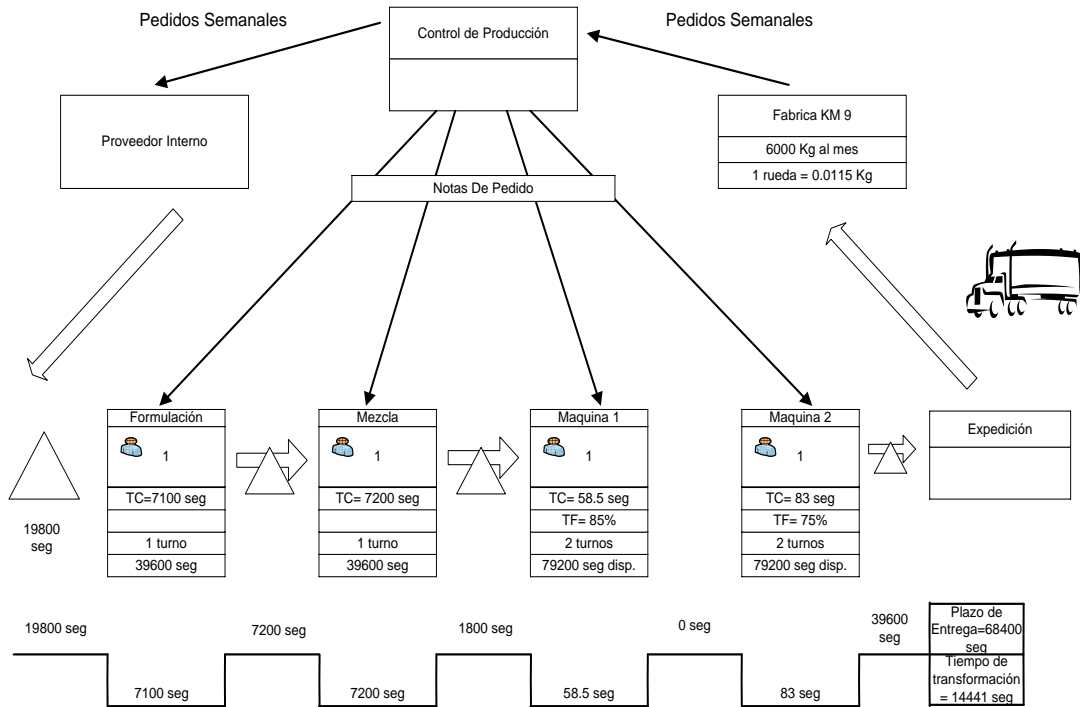 Pedidos Semanales
Control de Producción
Pedidos Semanales
Proveedor Interno
Fabrica KM 9
6000 Kg al mes
1 rueda = 0.0115 Kg
Notas De Pedido
19800
seg
Formulación
1
TC=7100 seg
1 turno
39600 seg
Mezcla
1
TC= 7200 seg
1 turno
39600 seg
Maquina 1
1
TC= 58.5 seg
TF= 85%
2 turnos
79200 seg disp.
Maquina 2
1
TC= 83 seg
TF= 75%
2 turnos
79200 seg disp.
Expedición
19800 seg
7100 seg
7200 seg
7200 seg
1800 seg
58.5 seg
0 seg
83 seg
39600
seg
Plazo de
Entrega=68400
seg
Tiempo de
transformación
= 14441 seg